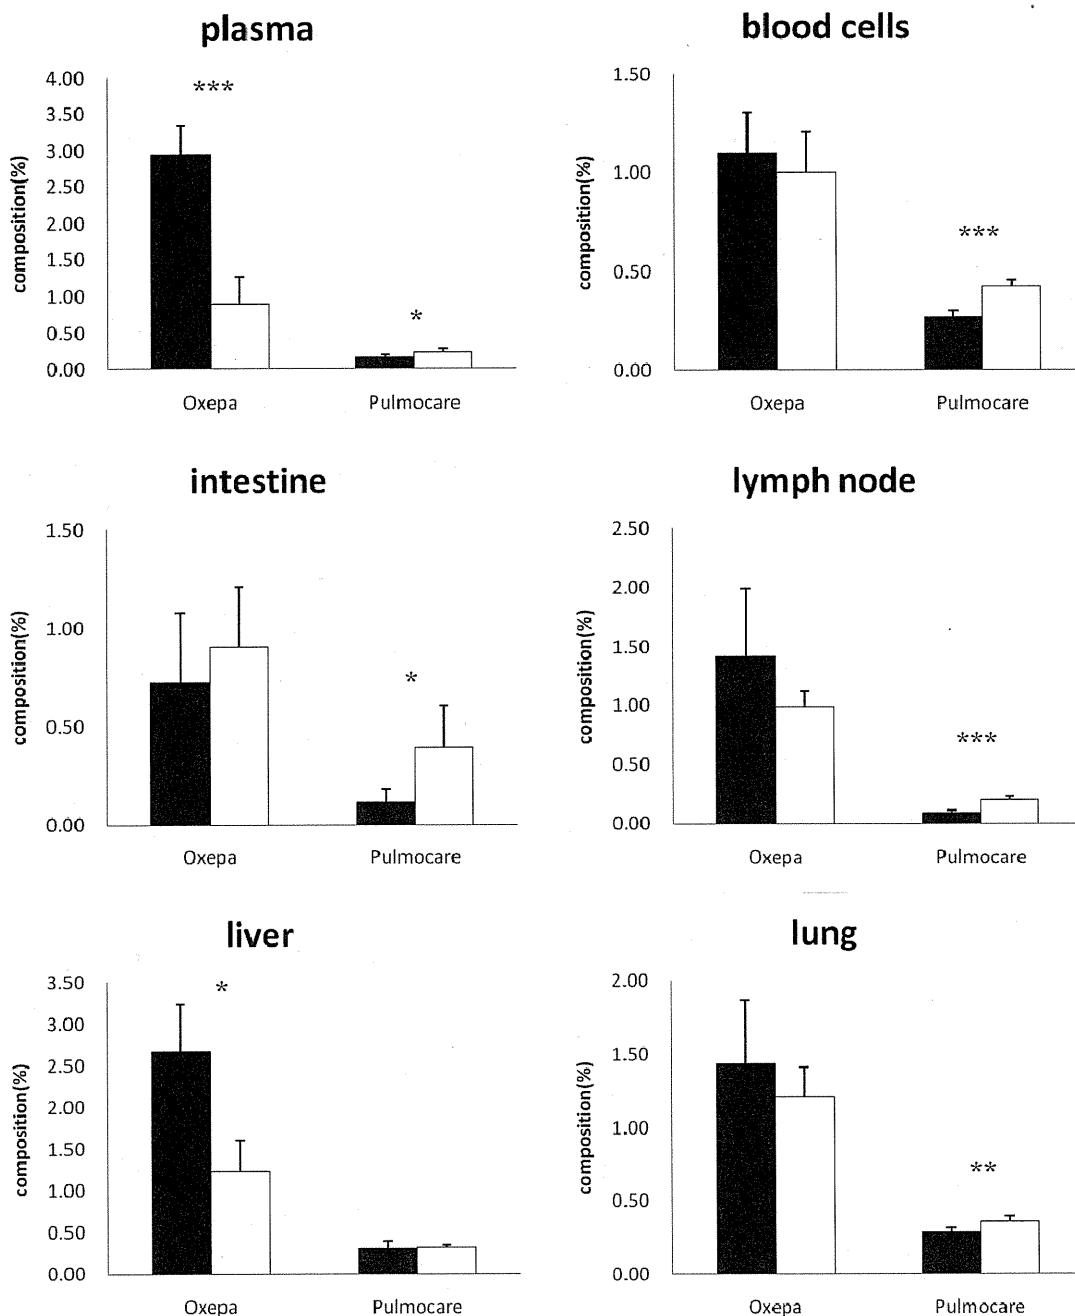 plasma
4.00
3.50
3.00
2.50
2.00
1.50
1.00
0.50
0.00
composition(%)
***
*
Oxepa
Pulmocare
blood cells
1.50
1.00
0.50
0.00
composition(%)
***
Oxepa
Pulmocare
intestine
1.50
1.00
0.50
0.00
composition(%)
*
Oxepa
Pulmocare
lymph node
2.50
2.00
1.50
1.00
0.50
0.00
composition(%)
***
Oxepa
Pulmocare
liver
3.50
3.00
2.50
2.00
1.50
1.00
0.50
0.00
composition(%)
*
Oxepa
Pulmocare
lung
2.00
1.50
1.00
0.50
0.00
composition(%)
**
Oxepa
Pulmocare